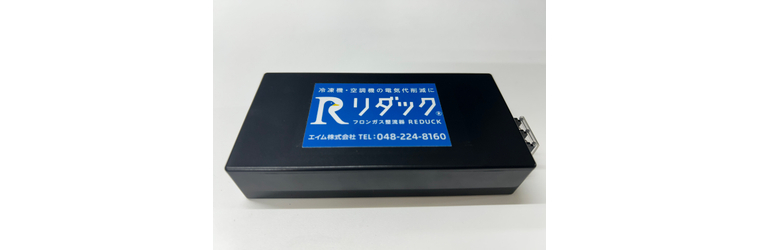 冷凍機・空調機の電気代削減に
Rリダック®
フロンガス整流器 REDUCK
エイム株式会社 TEL：048-224-8160